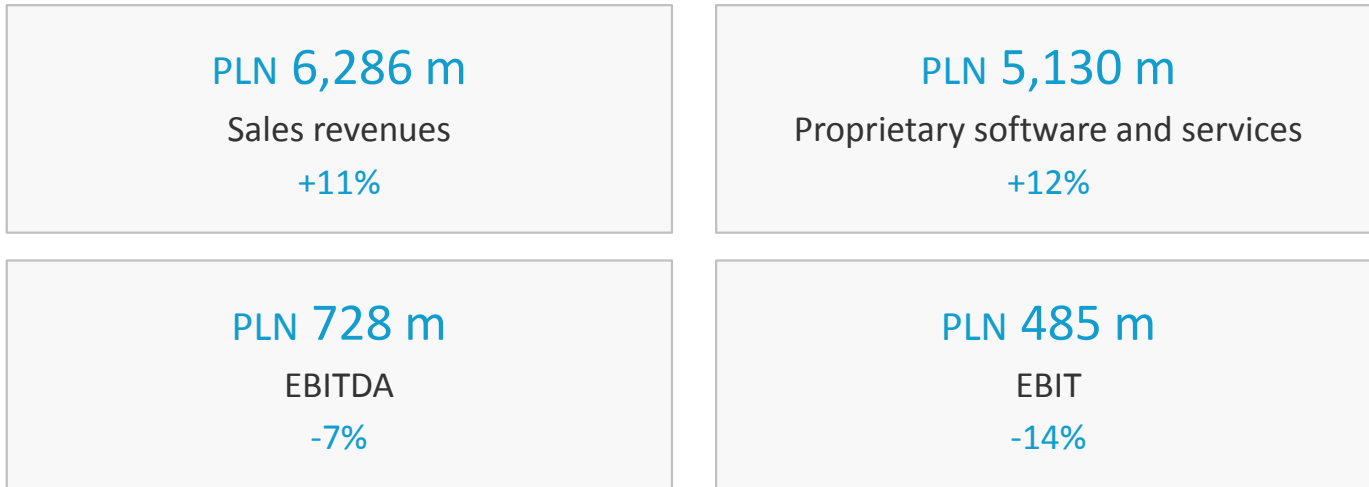 PLN 6,286 m
Sales revenues
+11%
PLN 5,130 m
Proprietary software and services
+12%
PLN 728 m
EBITDA
-7%
PLN 485 m
EBIT
-14%